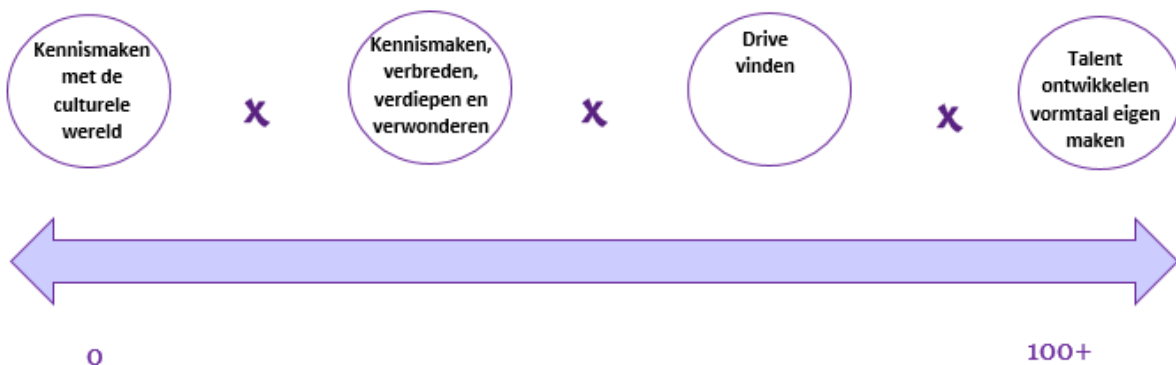 Kennismaken
met de
culturele
wereld
x
Kennismaken,
verbreden,
verdiepen en
verwonderen
x
Drive
vinden
x
Talent
ontwikkelen
vormtaal eigen
maken
0
100+